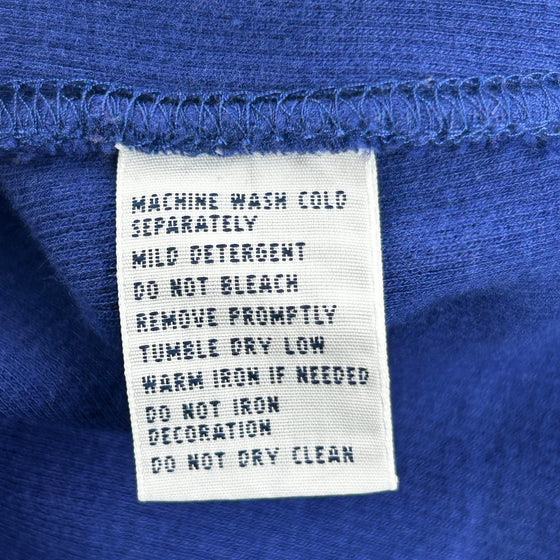 MACHINE WASH COLD
SEPARATELY
MILD DETERGENT
DO NOT BLEACH
REMOVE PROMPTLY
TUMBLE DRY LOW
WARM IRON IF NEEDED
DO NOT IRON
DECORATION
DO NOT DRY CLEAN